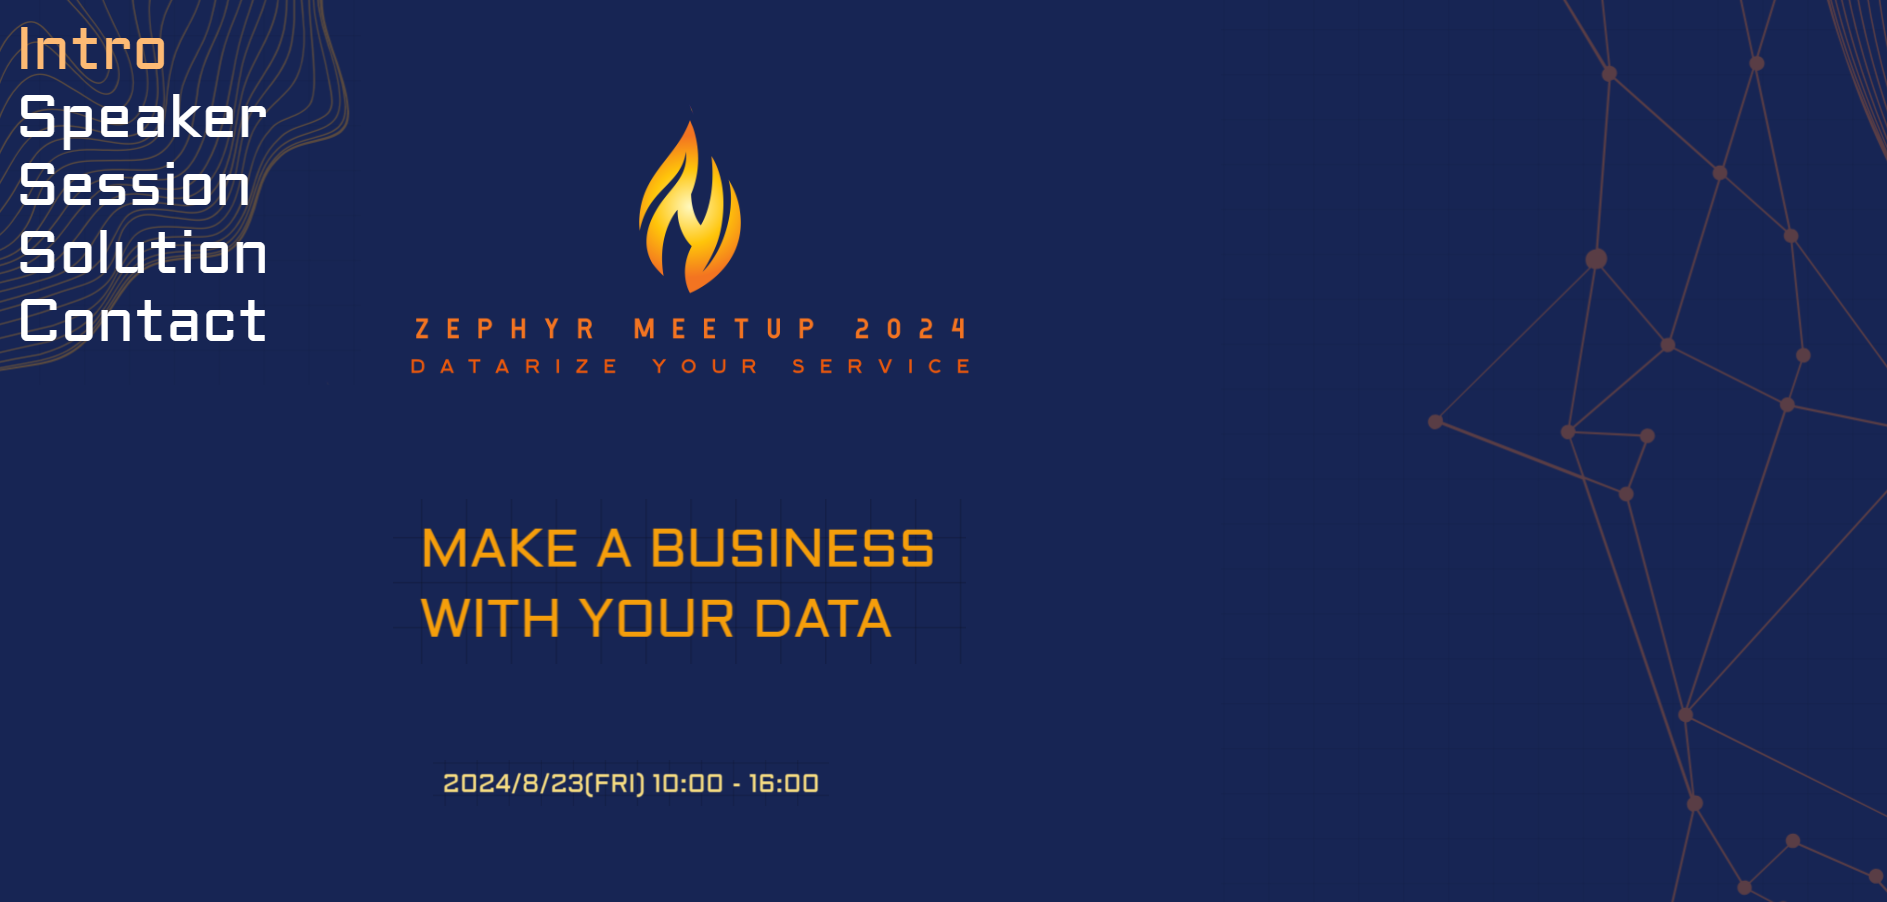 Intro
Speaker
Session
Solution
Contact
ZEPHYR MEETUP 2024
DATARIZE YOUR SERVICE
MAKE A BUSINESS
WITH YOUR DATA
2024/8/23(FRI) 10:00 - 16:00